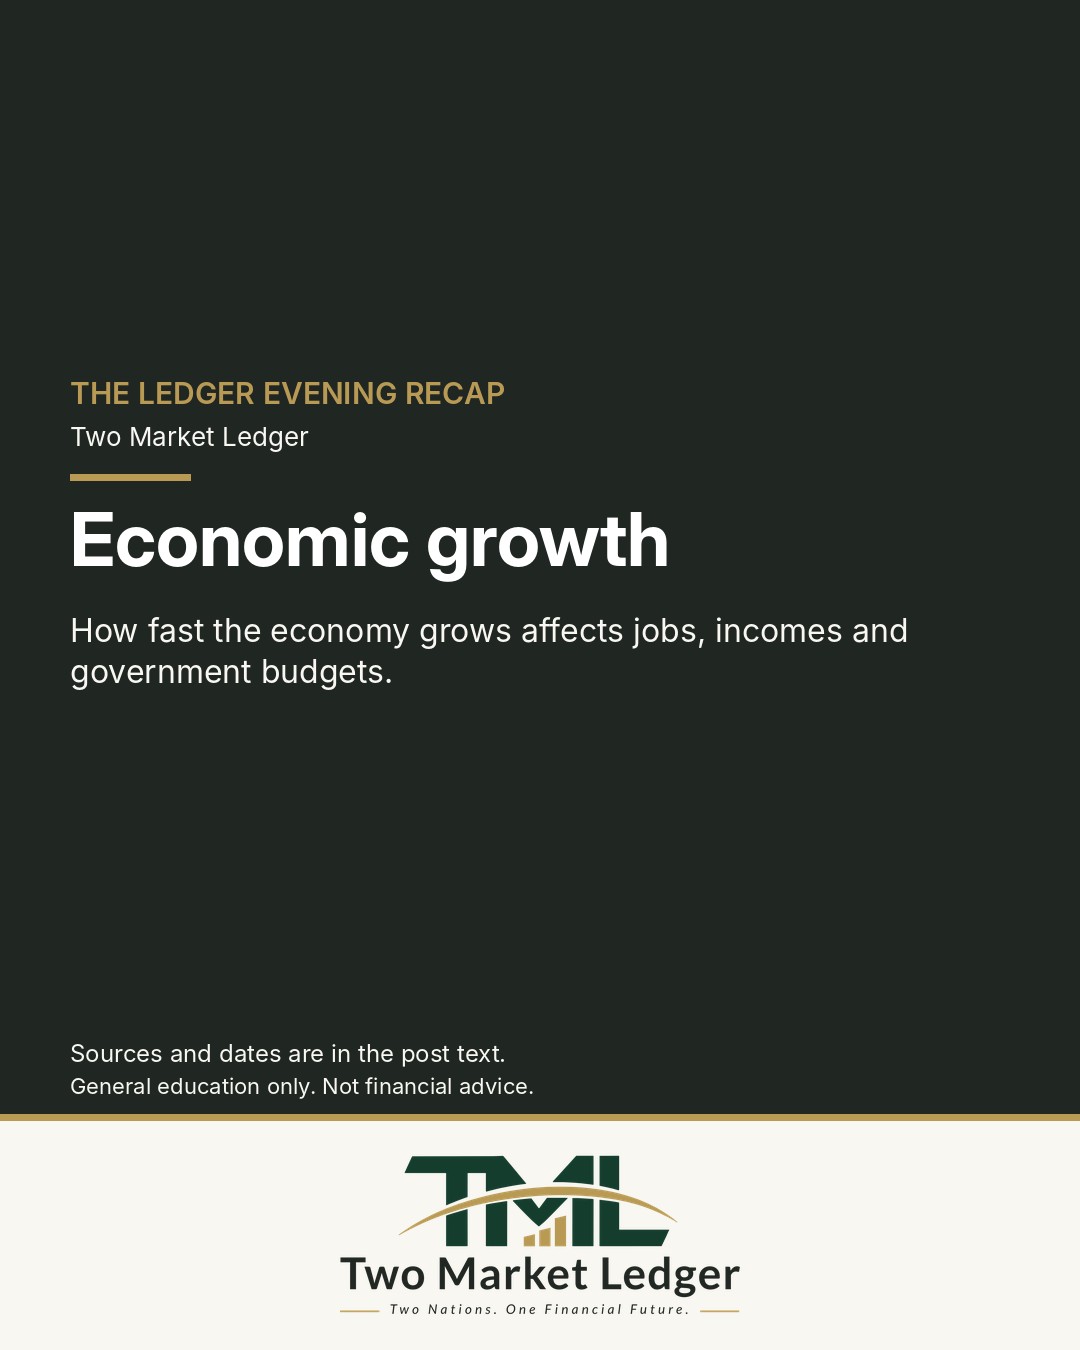 THE LEDGER EVENING RECAP
Two Market Ledger
Economic growth
How fast the economy grows affects jobs, incomes and
government budgets.
Sources and dates are in the post text.
General education only. Not financial advice.
TML
Two Market Ledger
Two Nations. One Financial Future.